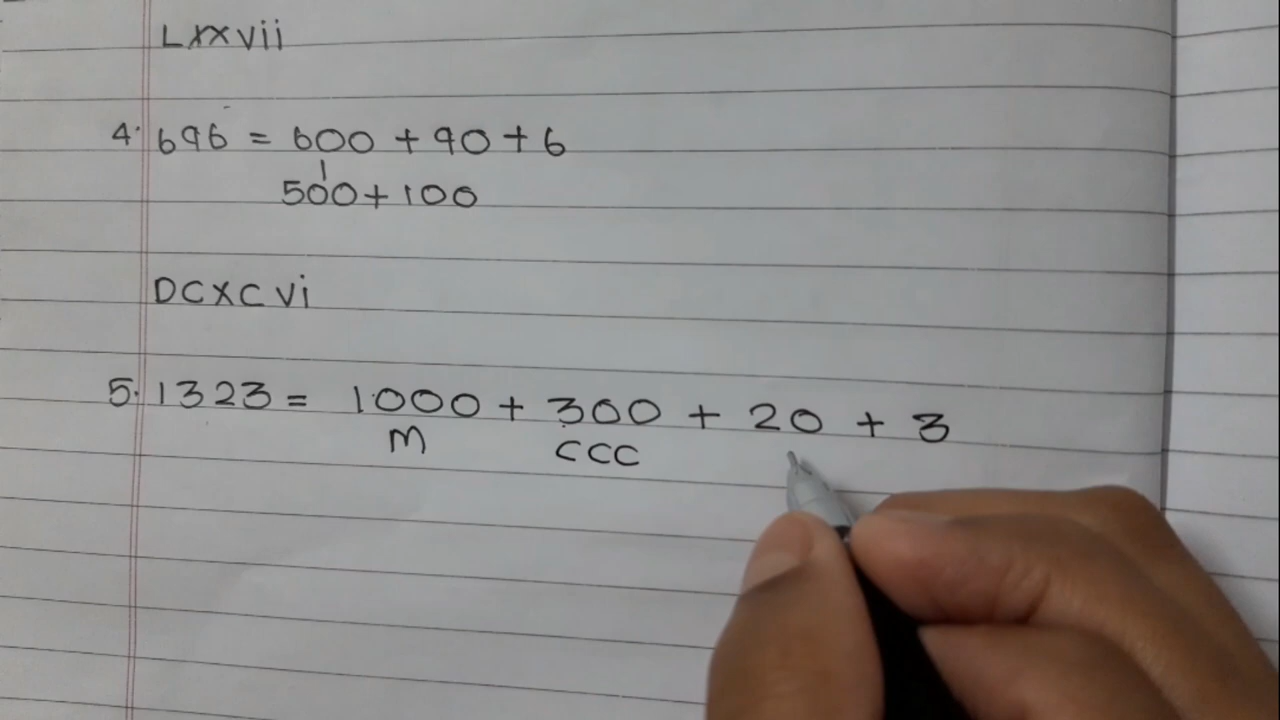 Lxxvii
4. 696 = 600 + 90 + 6
500 + 100
DCXCVi
5. 1323 = 1000 + 300 + 20 + 3
M CCC